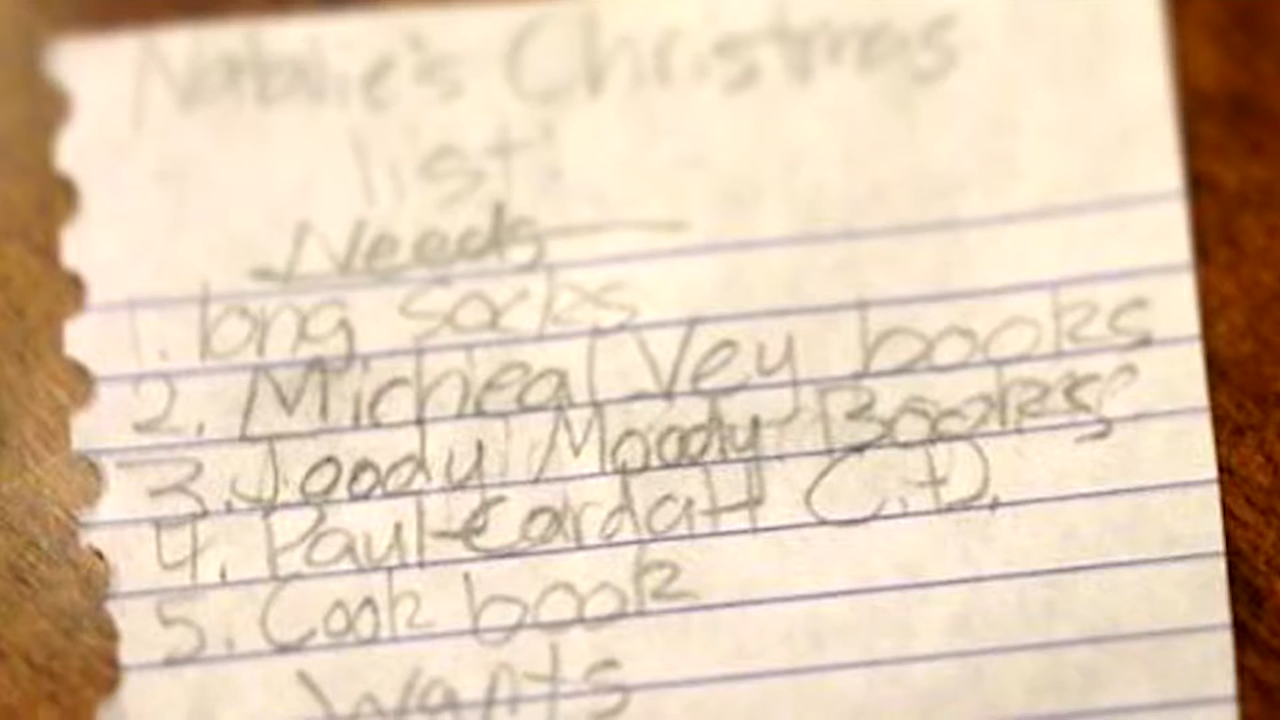 Natalie's Christmas
list
Needs
1. long socks
2. Micheal Vey books
3. Joody Moody Books
4. Paul Cardall C.D.
5. Cook book
Wants